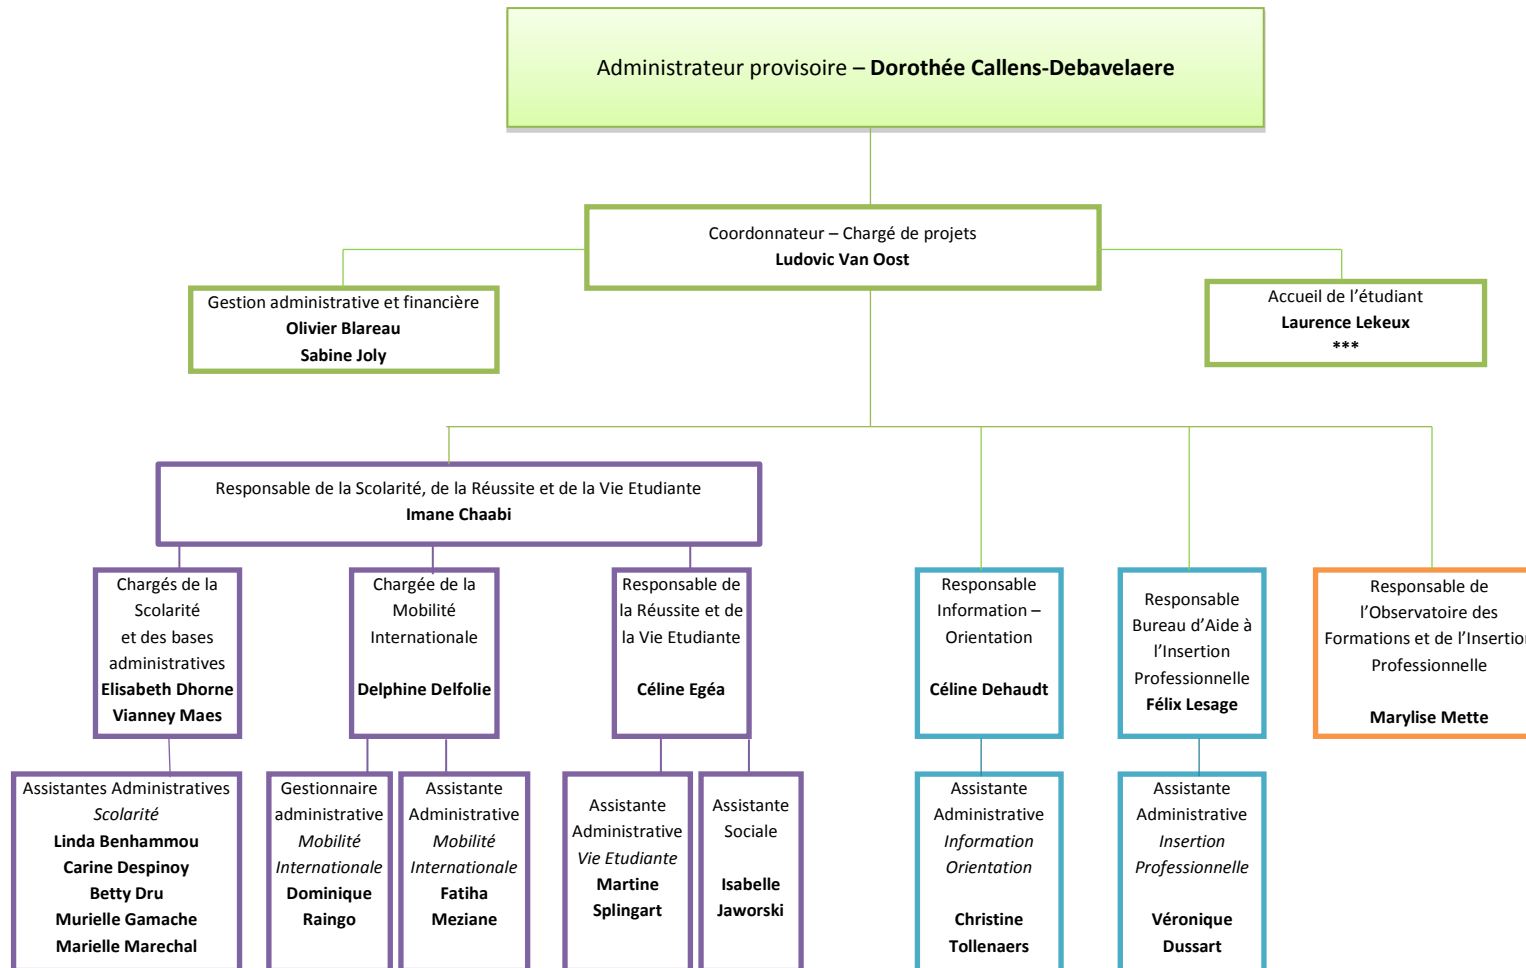 Administrateur provisoire – Dorothée Callens-Debavelaere
Coordonnateur – Chargé de projets
Ludovic Van Oost
Gestion administrative et financière
Olivier Blareau
Sabine Joly
Accueil de l’étudiant
Laurence Lekeux
***
Responsable de la Scolarité, de la Réussite et de la Vie Etudiante
Imane Chaabi
Chargés de la
Scolarité
et des bases
administratives
Elisabeth Dhorne
Vianney Maes
Chargée de la
Mobilité
Internationale
Delphine Delfolie
Responsable de
la Réussite et de
la Vie Etudiante
Céline Egéa
Responsable
Information –
Orientation
Céline Dehaudt
Responsable
Bureau d’Aide à
l’Insertion
Professionnelle
Félix Lesage
Responsable de
l’Observatoire des
Formations et de l’Insertion
Professionnelle
Marylise Mette
Assistantes Administratives
Scolarité
Linda Benhammou
Carine Despinoy
Betty Dru
Murielle Gamache
Marielle Marechal
Gestionnaire
administrative
Mobilité
Internationale
Dominique
Raingo
Assistante
Administrative
Mobilité
Internationale
Fatiha
Meziane
Assistante
Administrative
Vie Etudiante
Martine
Splingart
Assistante
Sociale
Isabelle
Jaworski
Assistante
Administrative
Information
Orientation
Christine
Tollenaers
Assistante
Administrative
Insertion
Professionnelle
Véronique
Dussart